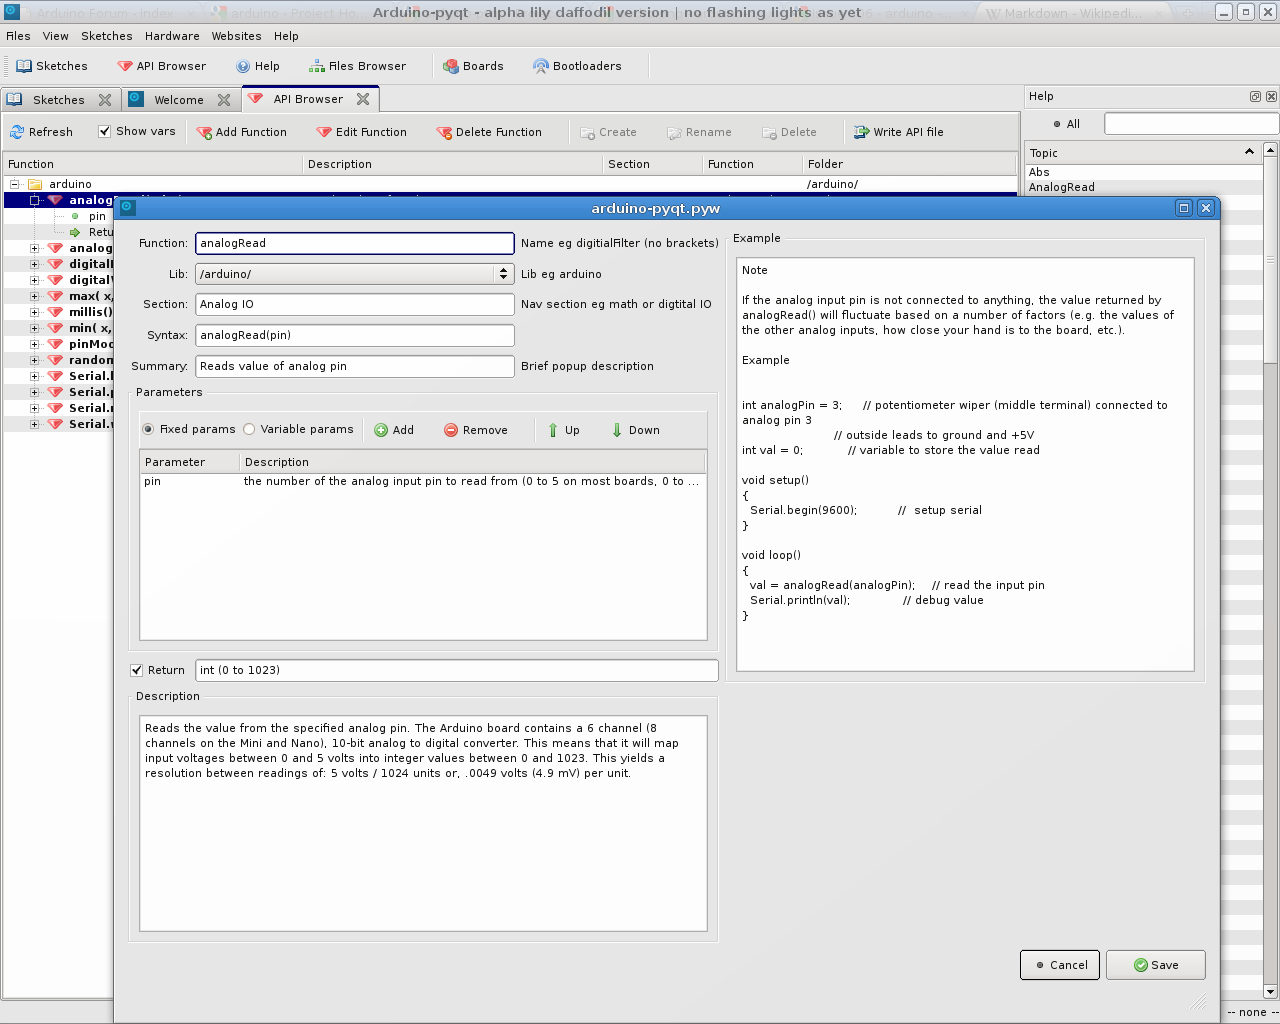 Arduino-pyqt - alpha lily daffodil version | no flashing lights as yet
Files View Sketches Hardware Websites Help
Sketches API Browser Help Files Browser Boards Bootloaders
Sketches Welcome API Browser
Help
All
Refresh Show vars Add Function Edit Function Delete Function Create Rename Delete Write API file
Function Description Section Function Folder
Topic
Abs
AnalogRead
arduino /arduino/
pin
max( x,
millis()
min( x,
arduino-pyqt.pyw
Function: analogRead Name eg digitialFilter (no brackets)
Lib: /arduino/ Lib eg arduino
Section: Analog IO Nav section eg math or digtital IO
Syntax: analogRead(pin)
Summary: Reads value of analog pin Brief popup description
Parameters
Fixed params Variable params Add Remove Up Down
Parameter Description
pin the number of the analog input pin to read from (0 to 5 on most boards, 0 to ...
Return int (0 to 1023)
Description
Reads the value from the specified analog pin. The Arduino board contains a 6 channel (8
channels on the Mini and Nano), 10-bit analog to digital converter. This means that it will map
input voltages between 0 and 5 volts into integer values between 0 and 1023. This yields a
resolution between readings of: 5 volts / 1024 units or, .0049 volts (4.9 mV) per unit.
Example
Note
If the analog input pin is not connected to anything, the value returned by
analogRead() will fluctuate based on a number of factors (e.g. the values of
the other analog inputs, how close your hand is to the board, etc.).
Example
int analogPin = 3; // potentiometer wiper (middle terminal) connected to
analog pin 3
// outside leads to ground and +5V
int val = 0; // variable to store the value read
void setup()
{
Serial.begin(9600); // setup serial
}
void loop()
{
val = analogRead(analogPin); // read the input pin
Serial.println(val); // debug value
}
Cancel Save
-- none --